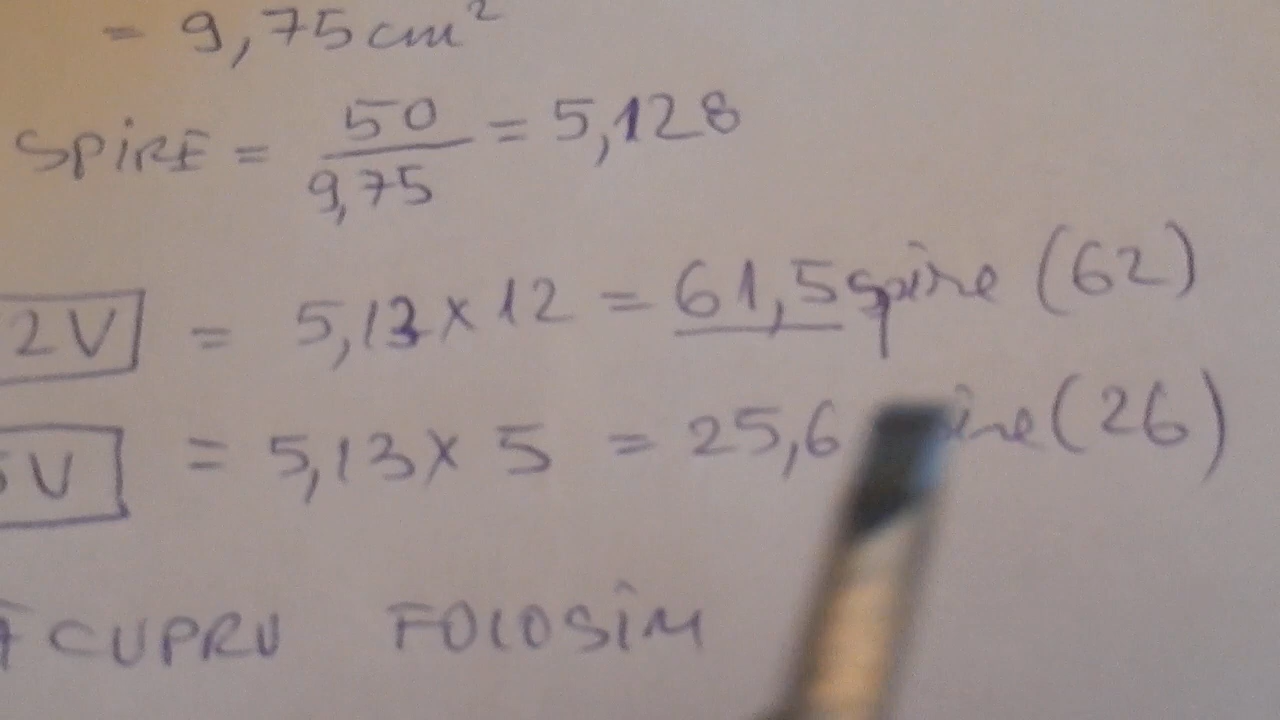 = 9,75 cm²
SPiRE = 50/9,75 = 5,128
2V = 5,13 x 12 = 61,5 spire (62)
V = 5,13 x 5 = 25,6 (26)
CUPRU FOLOSiM